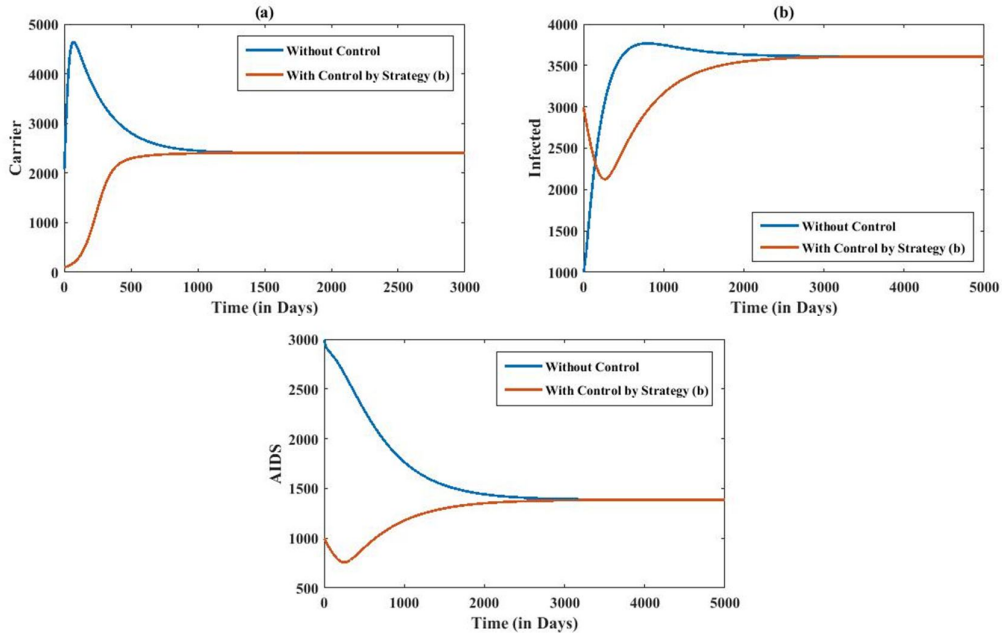 (a)
5000
4000
3000
2000
1000
0
Carrier
Without Control
With Control by Strategy (b)
0 500 1000 1500 2000 2500 3000
Time (in Days)
(b)
4000
3500
3000
2500
2000
1500
1000
Infected
Without Control
With Control by Strategy (b)
0 1000 2000 3000 4000 5000
Time (in Days)
3000
2500
2000
1500
1000
500
AIDS
Without Control
With Control by Strategy (b)
0 1000 2000 3000 4000 5000
Time (in Days)